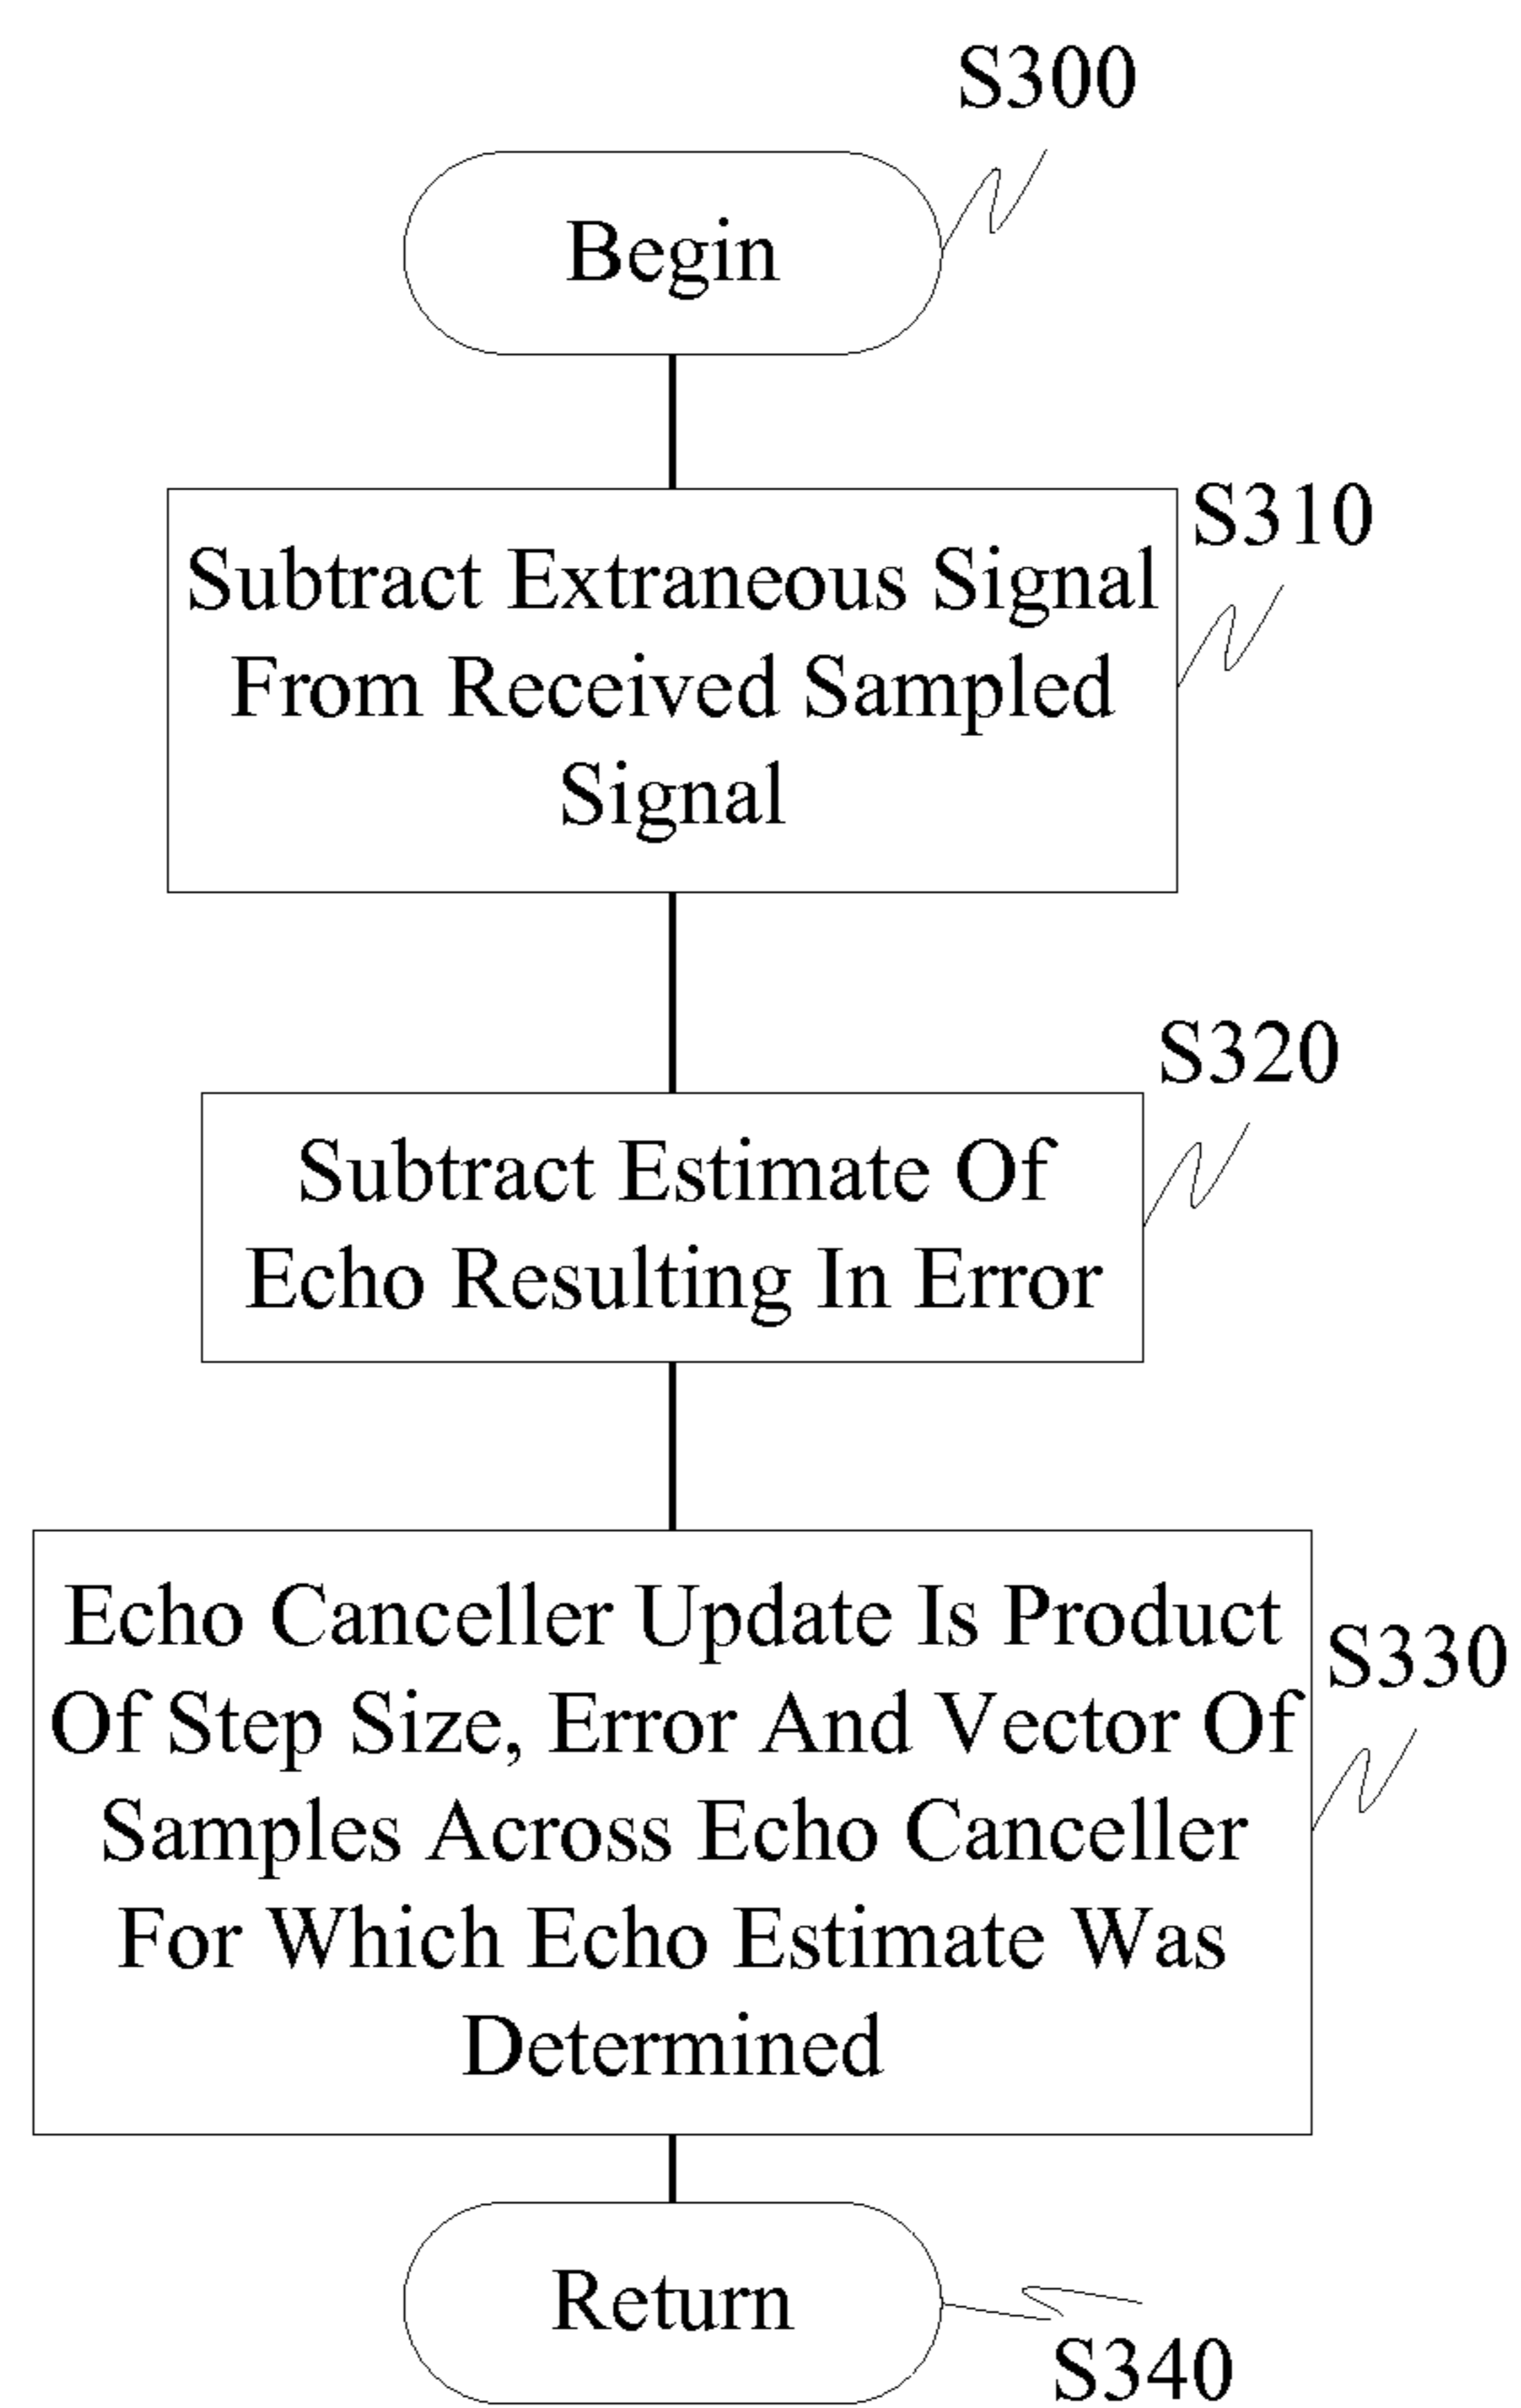 S300
Begin
S310
Subtract Extraneous Signal
From Received Sampled
Signal
S320
Subtract Estimate Of
Echo Resulting In Error
S330
Echo Canceller Update Is Product
Of Step Size, Error And Vector Of
Samples Across Echo Canceller
For Which Echo Estimate Was
Determined
Return
S340